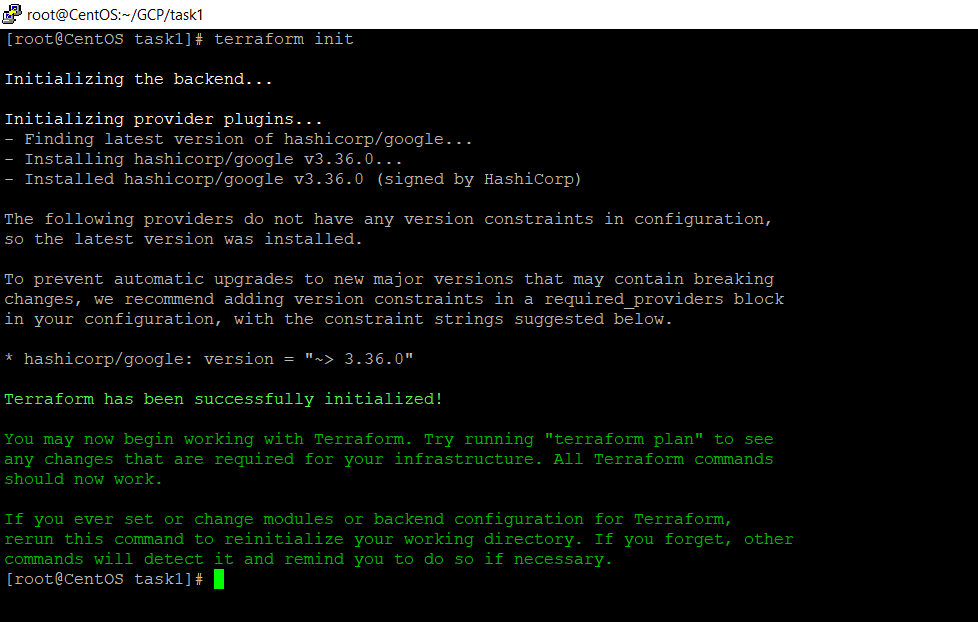 root@CentOS:~/GCP/task1
[root@CentOS task1]# terraform init
Initializing the backend...
Initializing provider plugins...
- Finding latest version of hashicorp/google...
- Installing hashicorp/google v3.36.0...
- Installed hashicorp/google v3.36.0 (signed by HashiCorp)
The following providers do not have any version constraints in configuration,
so the latest version was installed.
To prevent automatic upgrades to new major versions that may contain breaking
changes, we recommend adding version constraints in a required_providers block
in your configuration, with the constraint strings suggested below.
* hashicorp/google: version = "~> 3.36.0"
Terraform has been successfully initialized!
You may now begin working with Terraform. Try running "terraform plan" to see
any changes that are required for your infrastructure. All Terraform commands
should now work.
If you ever set or change modules or backend configuration for Terraform,
rerun this command to reinitialize your working directory. If you forget, other
commands will detect it and remind you to do so if necessary.
[root@CentOS task1]#